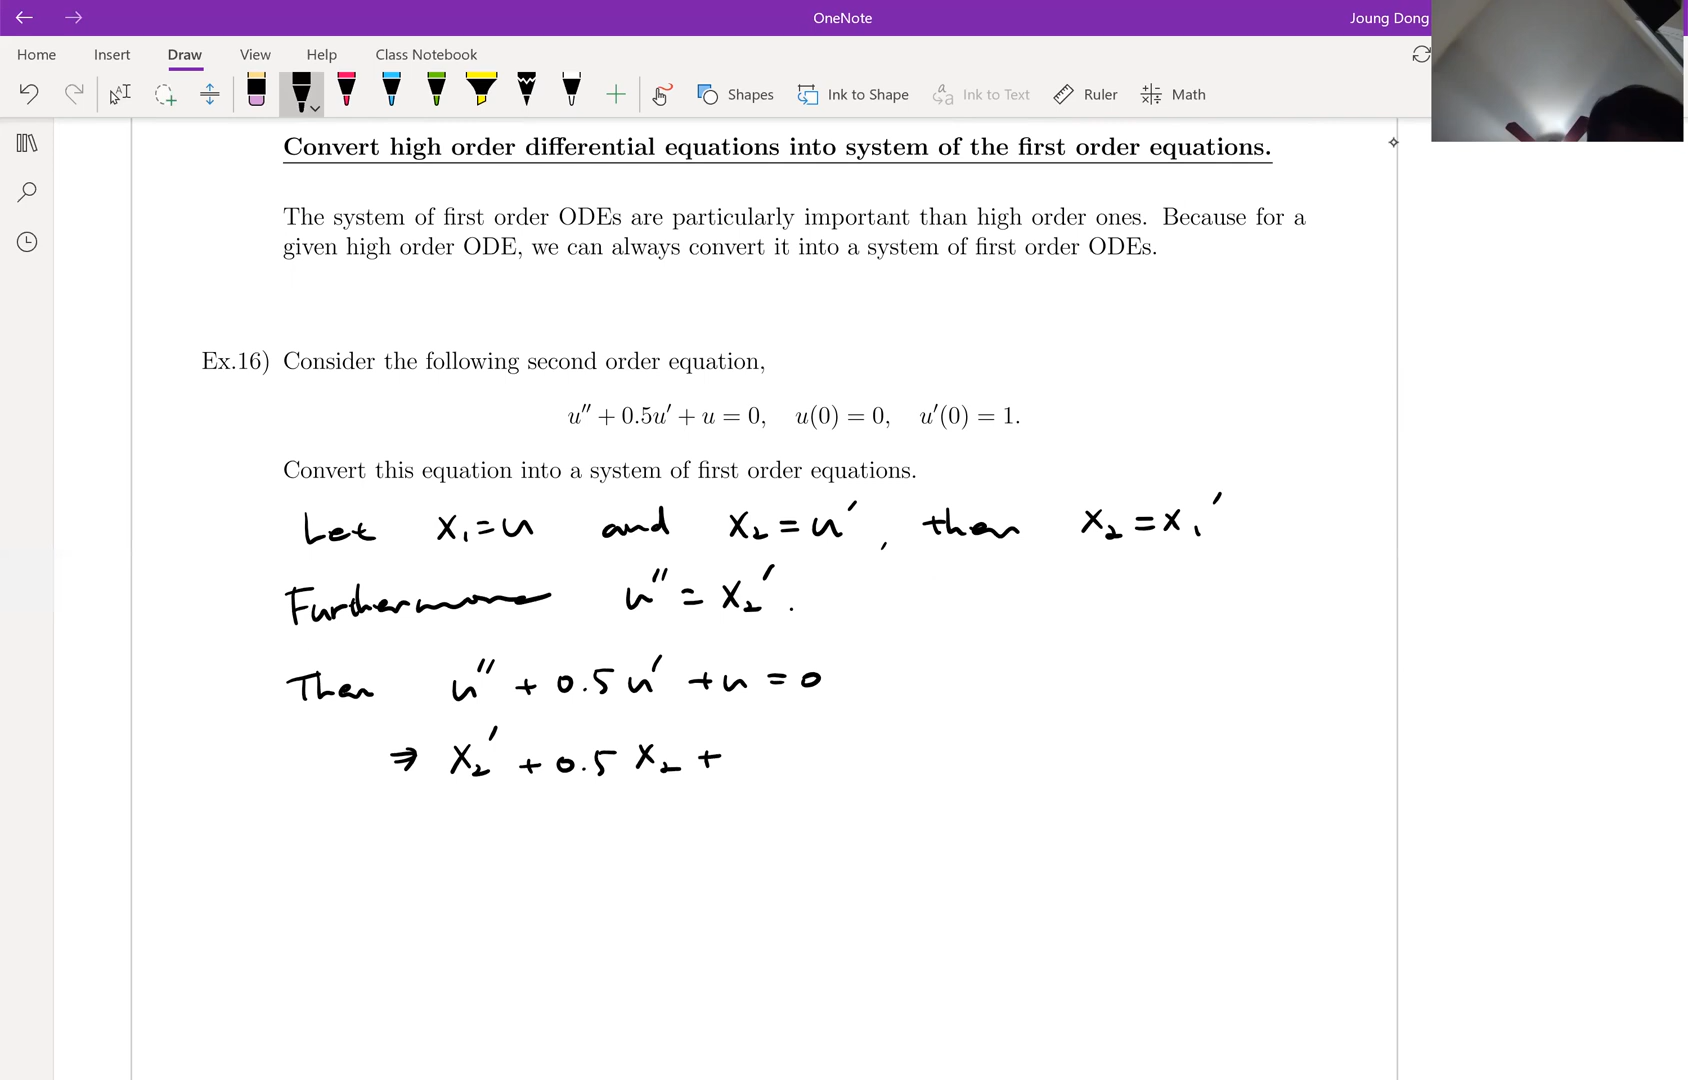 OneNote
Joung Dong
Home Insert Draw View Help Class Notebook
Shapes Ink to Shape Ink to Text Ruler Math
Convert high order differential equations into system of the first order equations.
The system of first order ODEs are particularly important than high order ones. Because for a
given high order ODE, we can always convert it into a system of first order ODEs.
Ex.16) Consider the following second order equation,
u′′ + 0.5u′ + u = 0, u(0) = 0, u′(0) = 1.
Convert this equation into a system of first order equations.
Let x₁ = u and x₂ = u′, then x₂ = x₁′
Furthermore u′′ = x₂′.
Then u′′ + 0.5 u′ + u = 0
⇒ x₂′ + 0.5 x₂ +